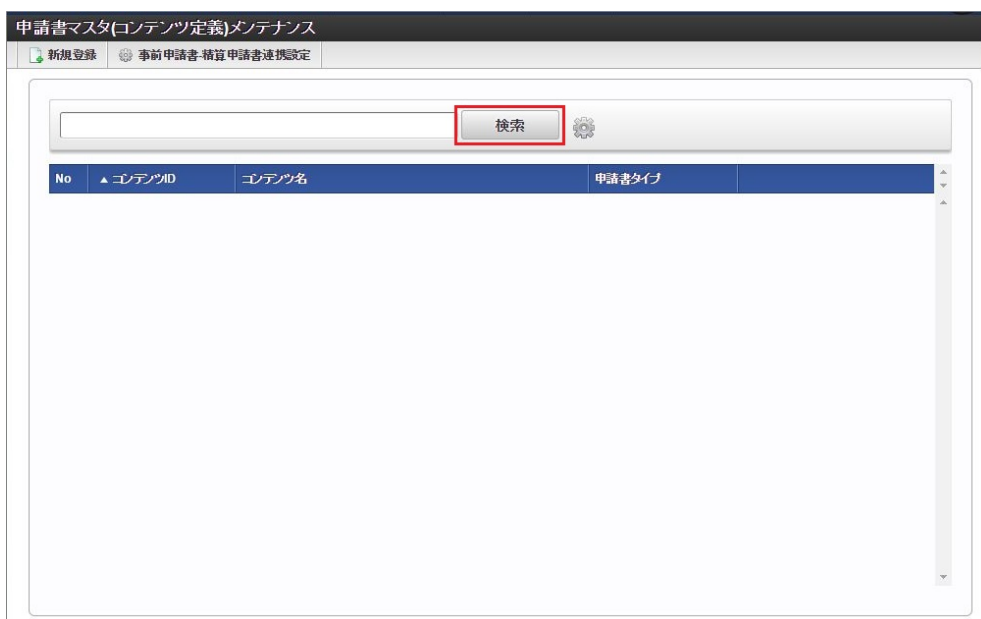 申請書マスタ(コンテンツ定義)メンテナンス
新規登録 事前申請書-精算申請書連携設定
検索
No ▲コンテンツID コンテンツ名 申請書タイプ